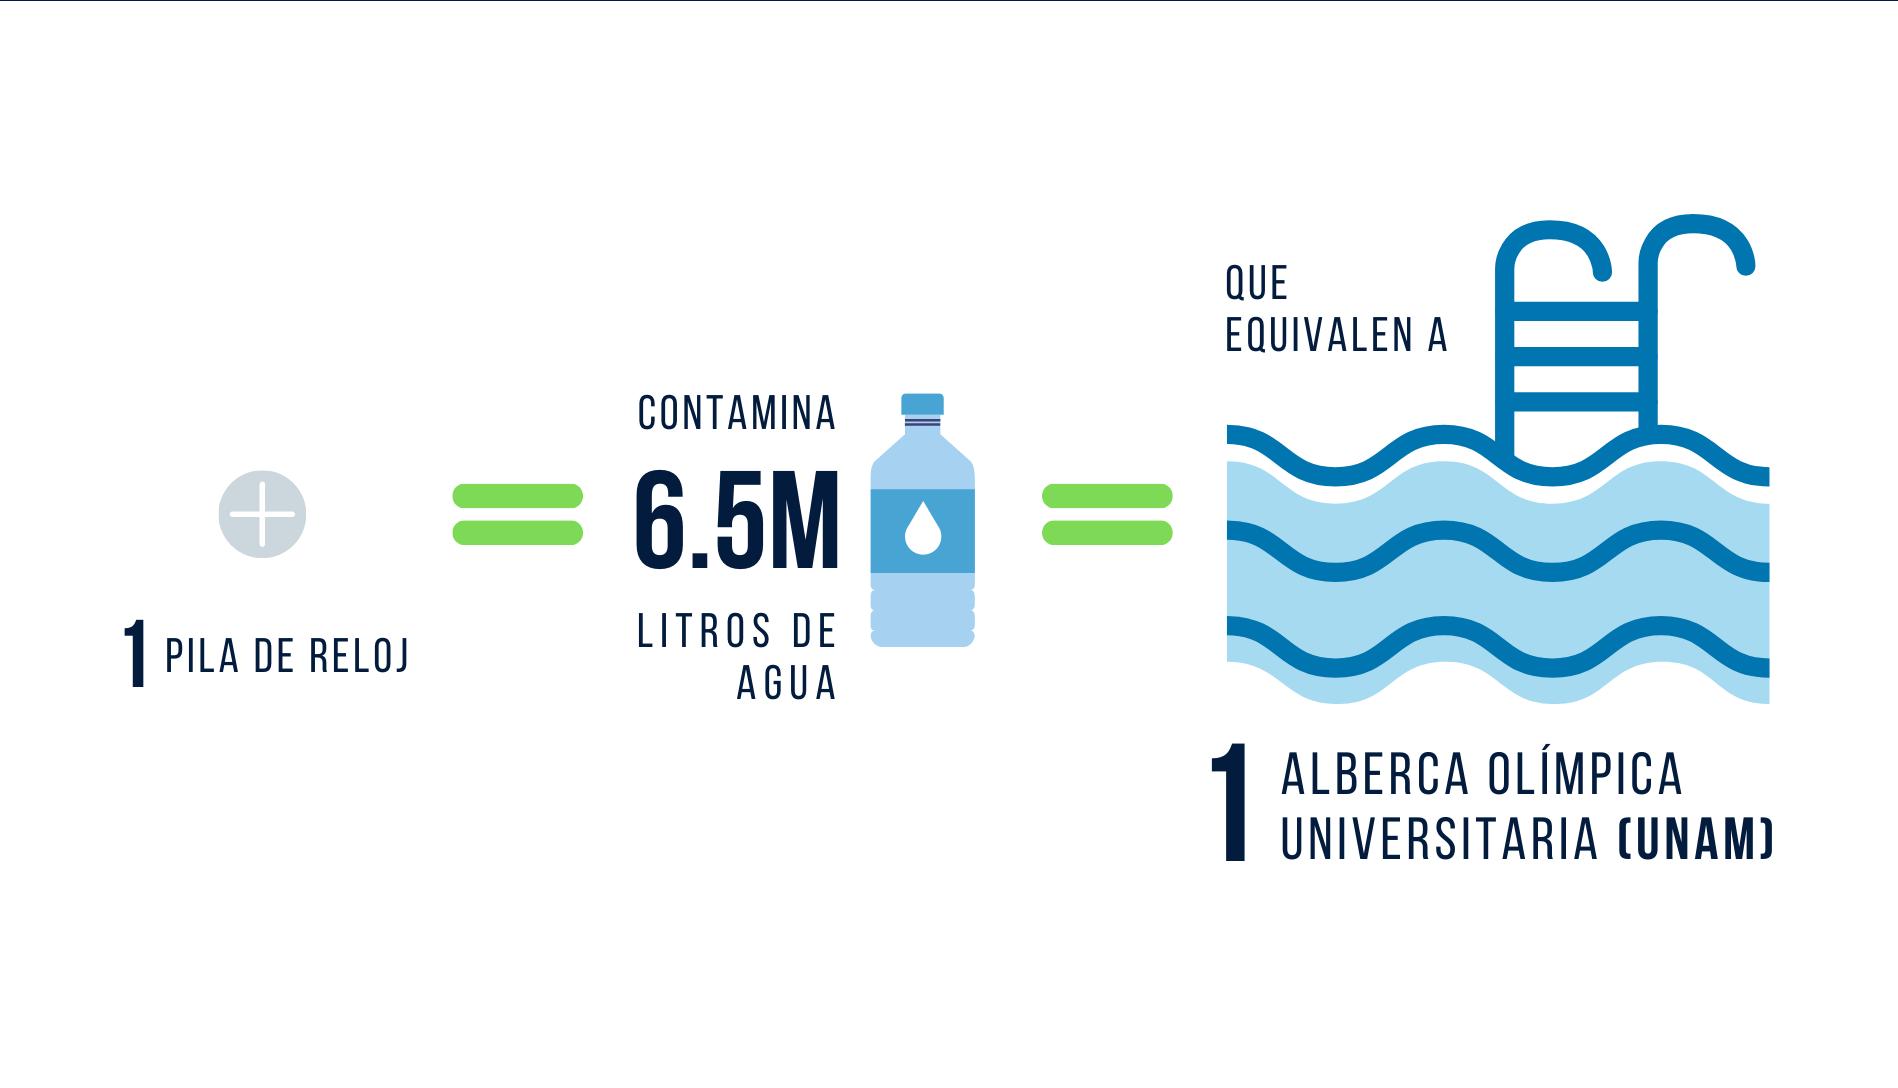 1 PILA DE RELOJ
CONTAMINA
6.5M
LITROS DE
AGUA
QUE
EQUIVALEN A
1 ALBERCA OLÍMPICA
UNIVERSITARIA (UNAM)